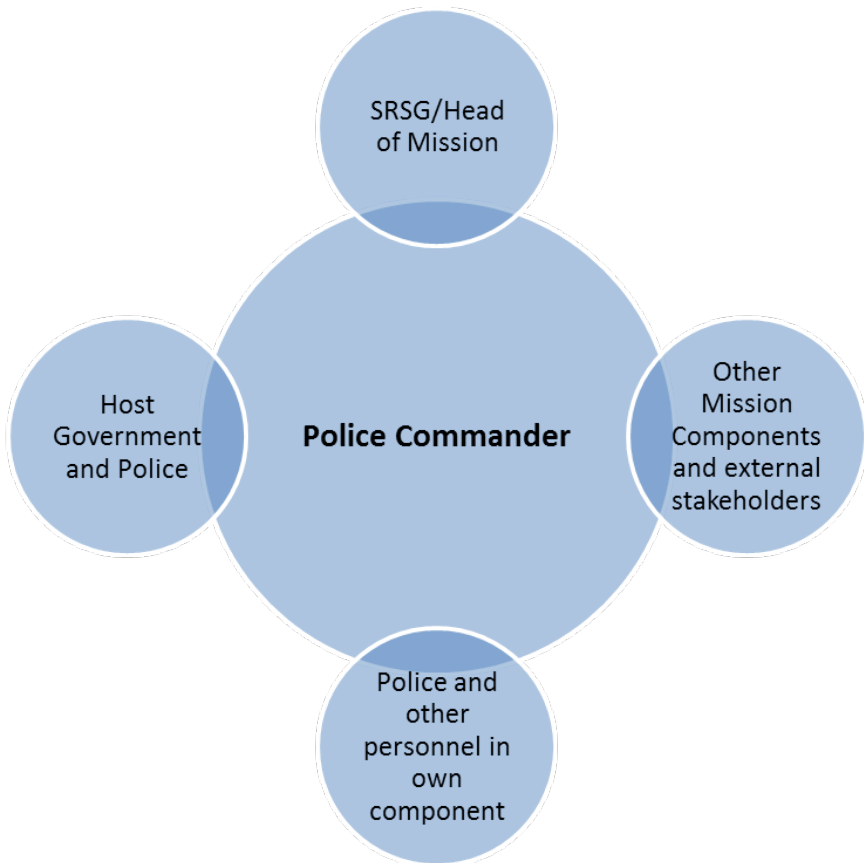 SRSG/Head
of Mission
Host
Government
and Police
Police Commander
Other
Mission
Components
and external
stakeholders
Police and
other
personnel in
own
component